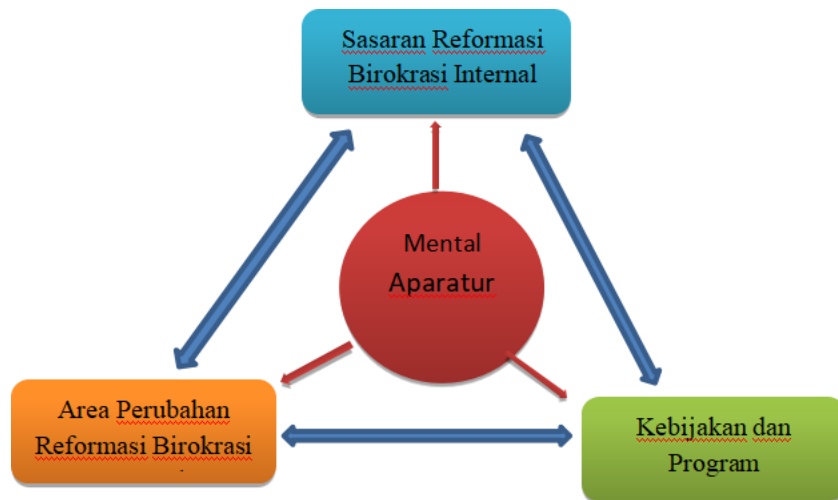 Sasaran Reformasi
Birokrasi Internal
Mental
Aparatur
Area Perubahan
Reformasi Birokrasi
Kebijakan dan
Program